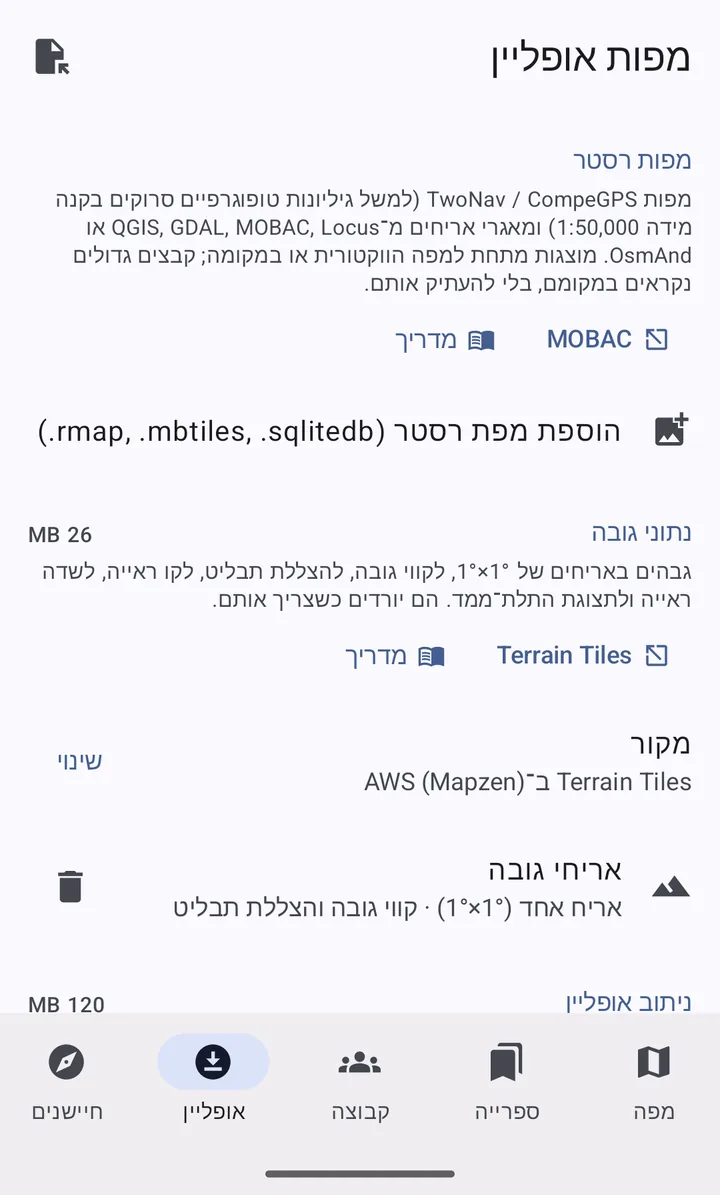 מפות אופליין
מפות רסטר
מפות TwoNav / CompeGPS (למשל גיליונות טופוגרפיים סרוקים בקנה
מידה 1:50,000) ומאגרי אריחים מ־QGIS, GDAL, MOBAC, Locus או
OsmAnd. מוצגות מתחת למפה הווקטורית או במקומה; קבצים גדולים
נקראים במקומם, בלי להעתיק אותם.
MOBAC
מדריך
הוספת מפת רסטר (.rmap, .mbtiles, .sqlitedb)
נתוני גובה
26 MB
גבהים באריחים של 1°×1°, לקווי גובה, להצללת תבליט, לקו ראייה, לשדה
ראייה ולתצוגת התלת־ממד. הם יורדים כשצריך אותם.
Terrain Tiles
מדריך
מקור
Terrain Tiles ב־AWS (Mapzen)
שינוי
אריחי גובה
אריח אחד (1°×1°) · קווי גובה והצללת תבליט
ניתוב אופליין
120 MB
מפה
ספרייה
קבוצה
אופליין
חיישנים